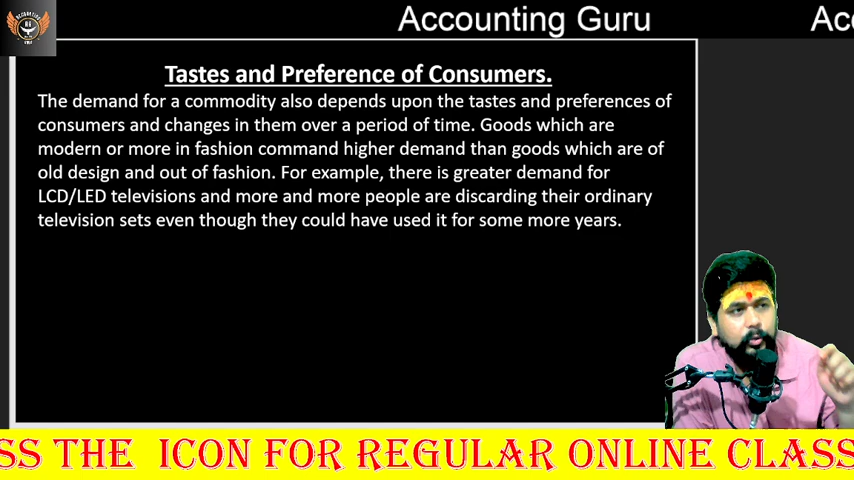 Accounting Guru
Acc
Tastes and Preference of Consumers.
The demand for a commodity also depends upon the tastes and preferences of
consumers and changes in them over a period of time. Goods which are
modern or more in fashion command higher demand than goods which are of
old design and out of fashion. For example, there is greater demand for
LCD/LED televisions and more and more people are discarding their ordinary
television sets even though they could have used it for some more years.
SS THE ICON FOR REGULAR ONLINE CLASS